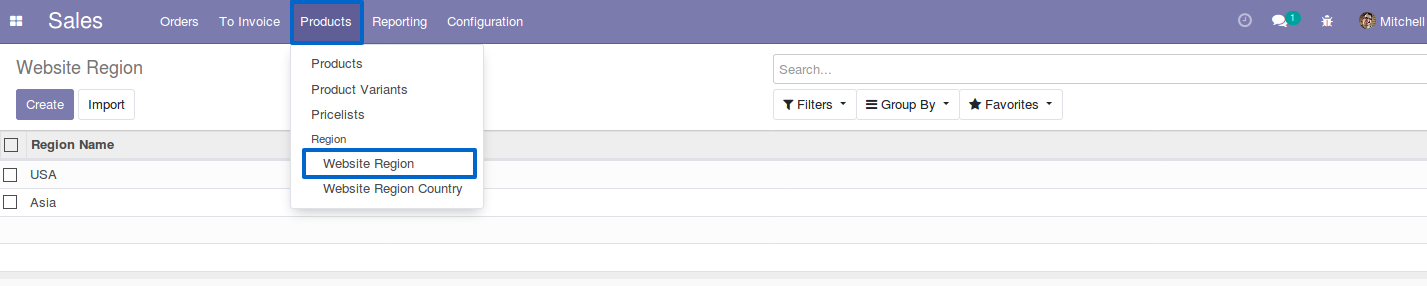 Sales Orders To Invoice Products Reporting Configuration 1 Mitchell
Website Region
Search...
Create Import
Filters Group By Favorites
Products
Product Variants
Pricelists
Region
Website Region
Website Region Country
Region Name
USA
Asia